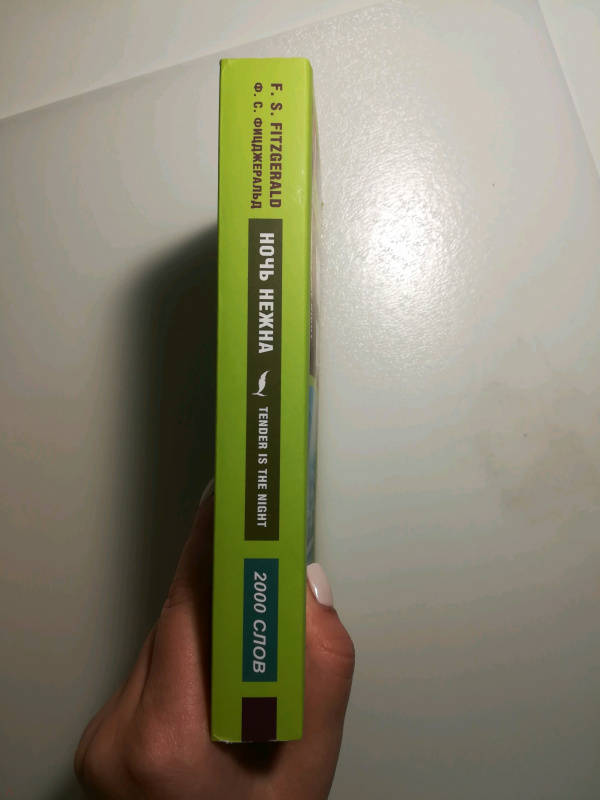 F. S. FITZGERALD
Ф. С. ФИЦДЖЕРАЛЬД
НОЧЬ НЕЖНА
TENDER IS THE NIGHT
2000 СЛОВ